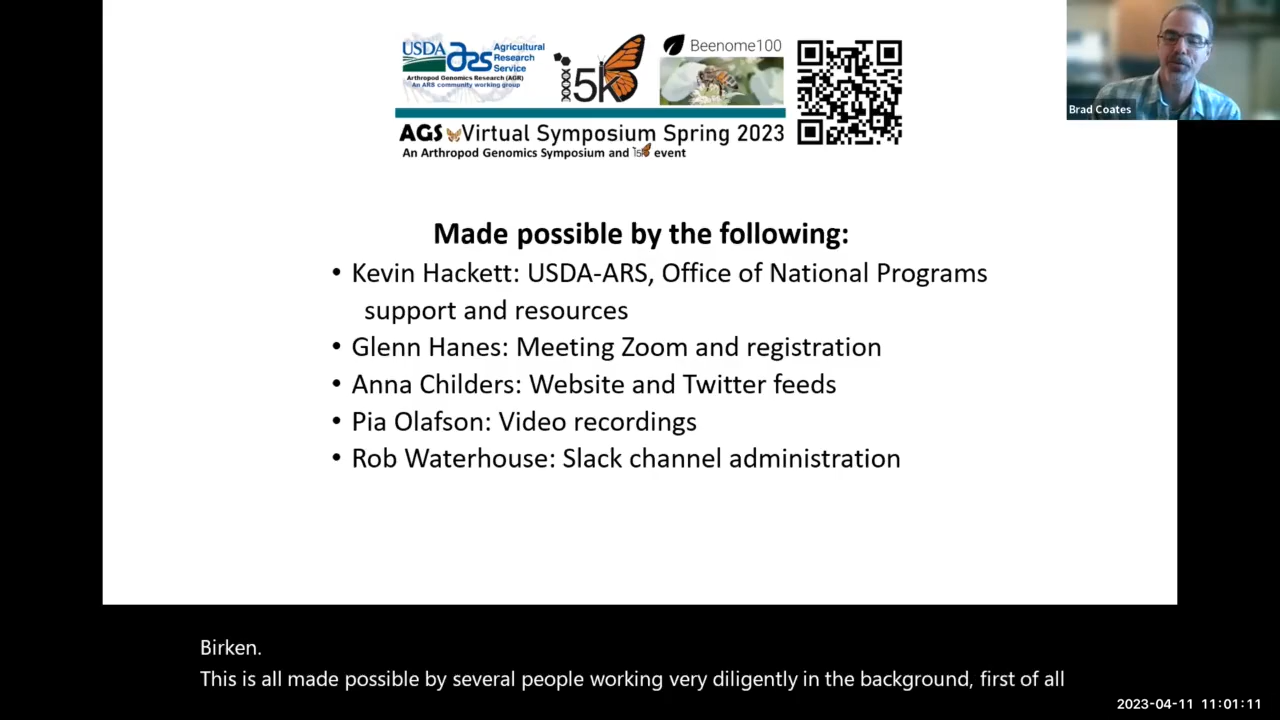 USDA ars Agricultural
Research
Service
Arthropod Genomics Research (AGR)
An ARS community working group
i5k
Beenome100
AGS Virtual Symposium Spring 2023
An Arthropod Genomics Symposium and i5k event
Brad Coates
Made possible by the following:
• Kevin Hackett: USDA-ARS, Office of National Programs
support and resources
• Glenn Hanes: Meeting Zoom and registration
• Anna Childers: Website and Twitter feeds
• Pia Olafson: Video recordings
• Rob Waterhouse: Slack channel administration
Birken.
This is all made possible by several people working very diligently in the background, first of all
2023-04-11 11:01:11